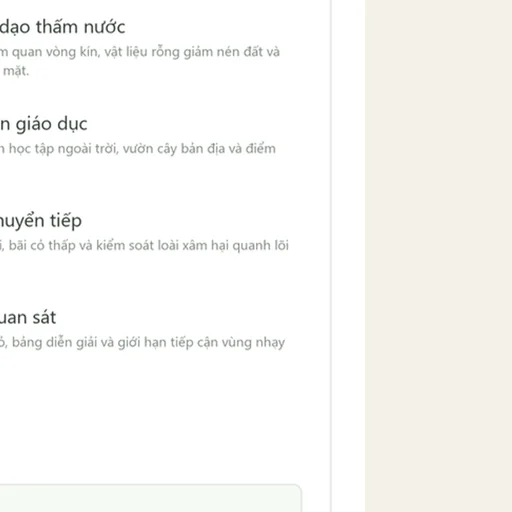 dạo thấm nước
m quan vòng kín, vật liệu rỗng giảm nén đất và
mặt.
n giáo dục
n học tập ngoài trời, vườn cây bản địa và điểm
huyển tiếp
i, bãi có thấp và kiểm soát loài xâm hại quanh lõi
uan sát
ỏ, bảng diễn giải và giới hạn tiếp cận vùng nhạy